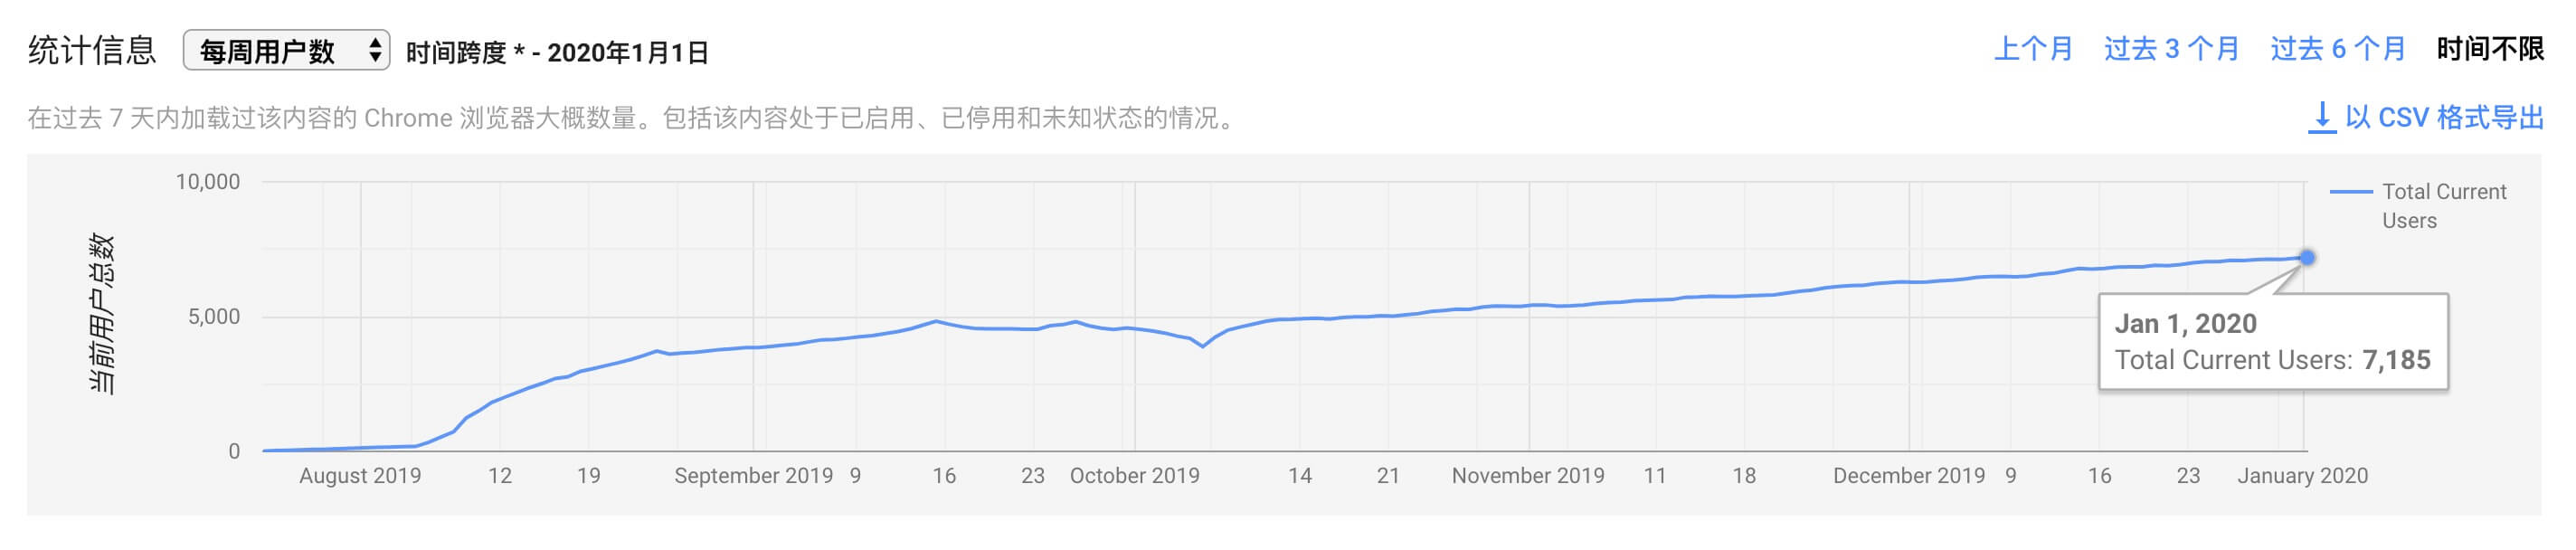 统计信息 每周用户数 时间跨度 * - 2020年1月1日 上个月 过去 3 个月 过去 6 个月 时间不限
在过去 7 天内加载过该内容的 Chrome 浏览器大概数量。包括该内容处于已启用、已停用和未知状态的情况。 以 CSV 格式导出
当前用户总数
10,000
5,000
0
Total Current
Users
Jan 1, 2020
Total Current Users: 7,185
August 2019 12 19 September 2019 9 16 23 October 2019 14 21 November 2019 11 18 December 2019 9 16 23 January 2020